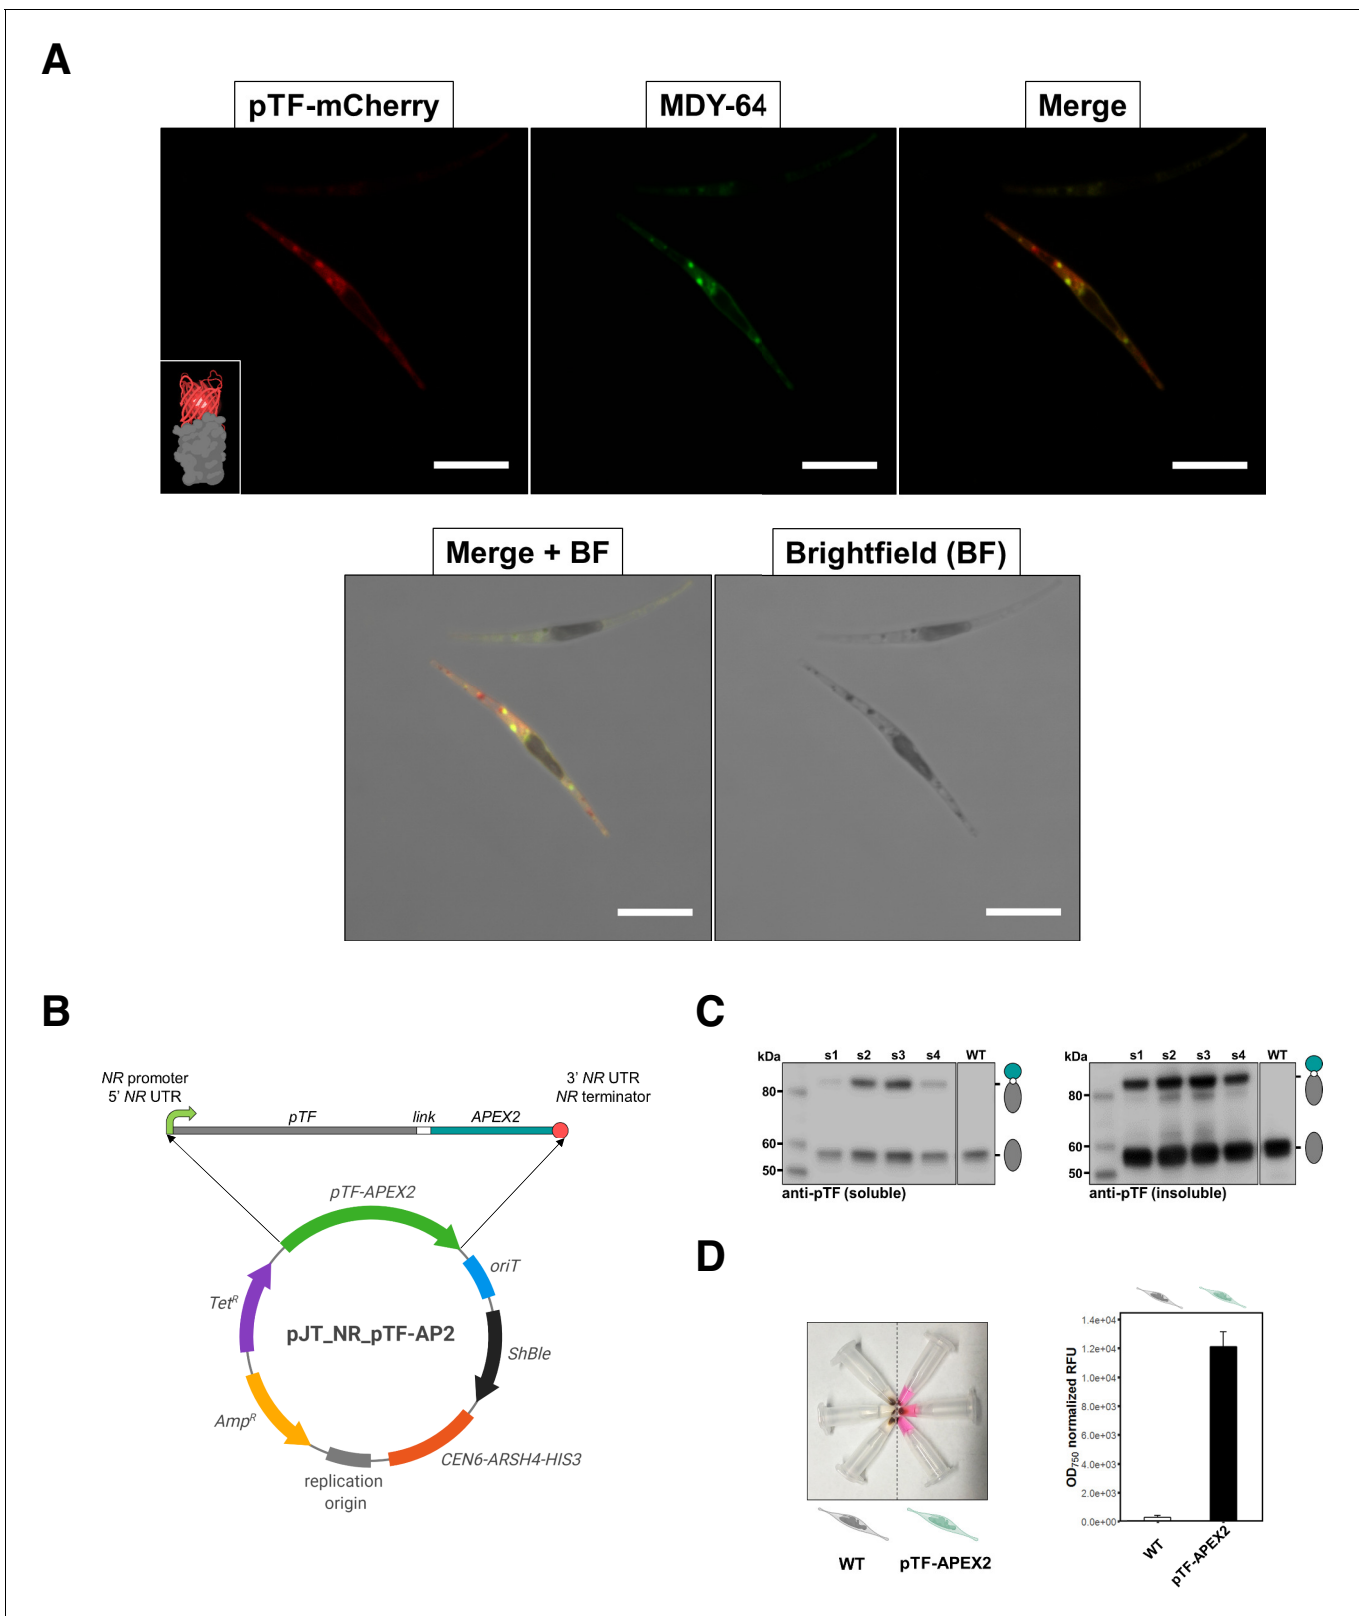 A
pTF-mCherry
MDY-64
Merge
Merge + BF
Brightfield (BF)
B
NR promoter
5’ NR UTR
3’ NR UTR
NR terminator
pTF
link
APEX2
pTF-APEX2
oriT
TetR
pJT_NR_pTF-AP2
ShBle
AmpR
CEN6-ARSH4-HIS3
replication
origin
C
kDa
s1 s2 s3 s4 WT
80
60
50
anti-pTF (soluble)
kDa
s1 s2 s3 s4 WT
80
60
50
anti-pTF (insoluble)
D
WT
pTF-APEX2
OD750 normalized RFU
1.4e+04
1.2e+04
1.0e+04
8.0e+03
6.0e+03
4.0e+03
2.0e+03
0.0e+00
WT
pTF-APEX2